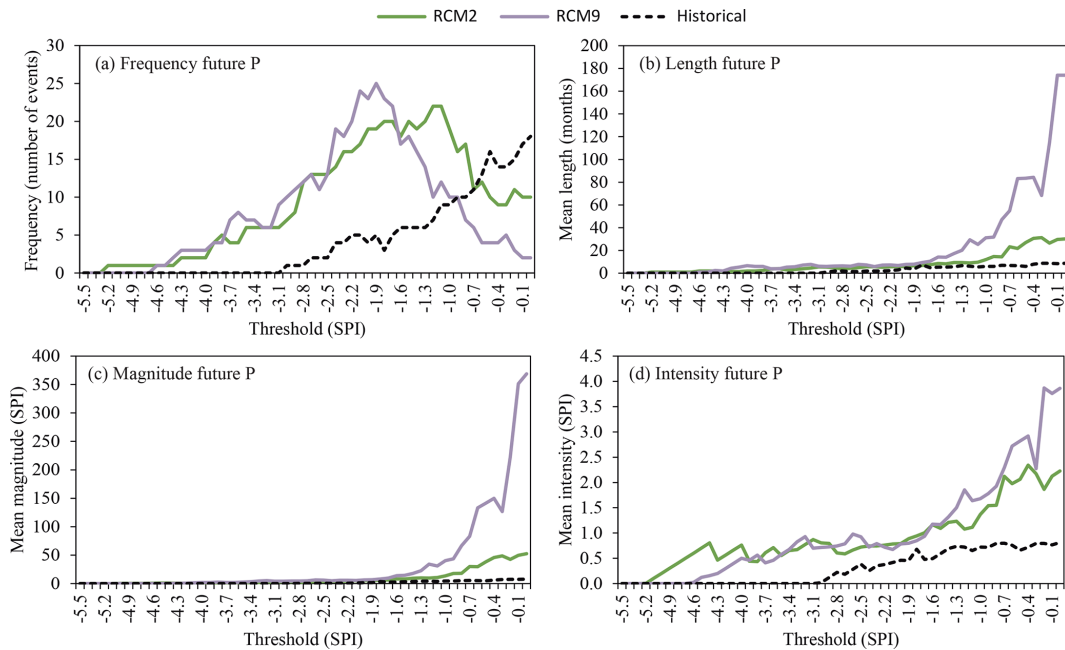 RCM2 RCM9 Historical
(a) Frequency future P
Frequency (number of events)
30
25
20
15
10
5
0
-5.5 -5.2 -4.9 -4.6 -4.3 -4.0 -3.7 -3.4 -3.1 -2.8 -2.5 -2.2 -1.9 -1.6 -1.3 -1.0 -0.7 -0.4 -0.1
Threshold (SPI)
(b) Length future P
Mean length (months)
200
180
160
140
120
100
80
60
40
20
0
-5.5 -5.2 -4.9 -4.6 -4.3 -4.0 -3.7 -3.4 -3.1 -2.8 -2.5 -2.2 -1.9 -1.6 -1.3 -1.0 -0.7 -0.4 -0.1
Threshold (SPI)
(c) Magnitude future P
Mean magnitude (SPI)
400
350
300
250
200
150
100
50
0
-5.5 -5.2 -4.9 -4.6 -4.3 -4.0 -3.7 -3.4 -3.1 -2.8 -2.5 -2.2 -1.9 -1.6 -1.3 -1.0 -0.7 -0.4 -0.1
Threshold (SPI)
(d) Intensity future P
Mean intensity (SPI)
4.5
4.0
3.5
3.0
2.5
2.0
1.5
1.0
0.5
0.0
-5.5 -5.2 -4.9 -4.6 -4.3 -4.0 -3.7 -3.4 -3.1 -2.8 -2.5 -2.2 -1.9 -1.6 -1.3 -1.0 -0.7 -0.4 -0.1
Threshold (SPI)